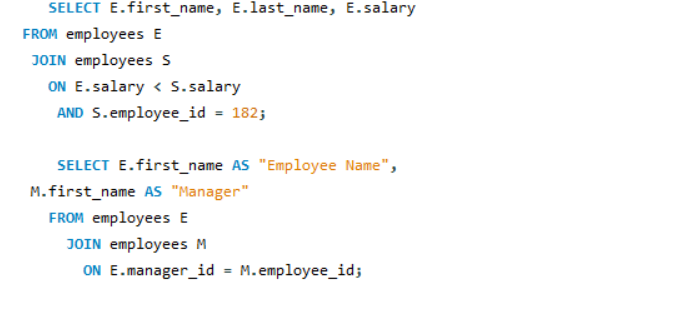 SELECT E.first_name, E.last_name, E.salary
FROM employees E
JOIN employees S
ON E.salary < S.salary
AND S.employee_id = 182;
SELECT E.first_name AS "Employee Name",
M.first_name AS "Manager"
FROM employees E
JOIN employees M
ON E.manager_id = M.employee_id;